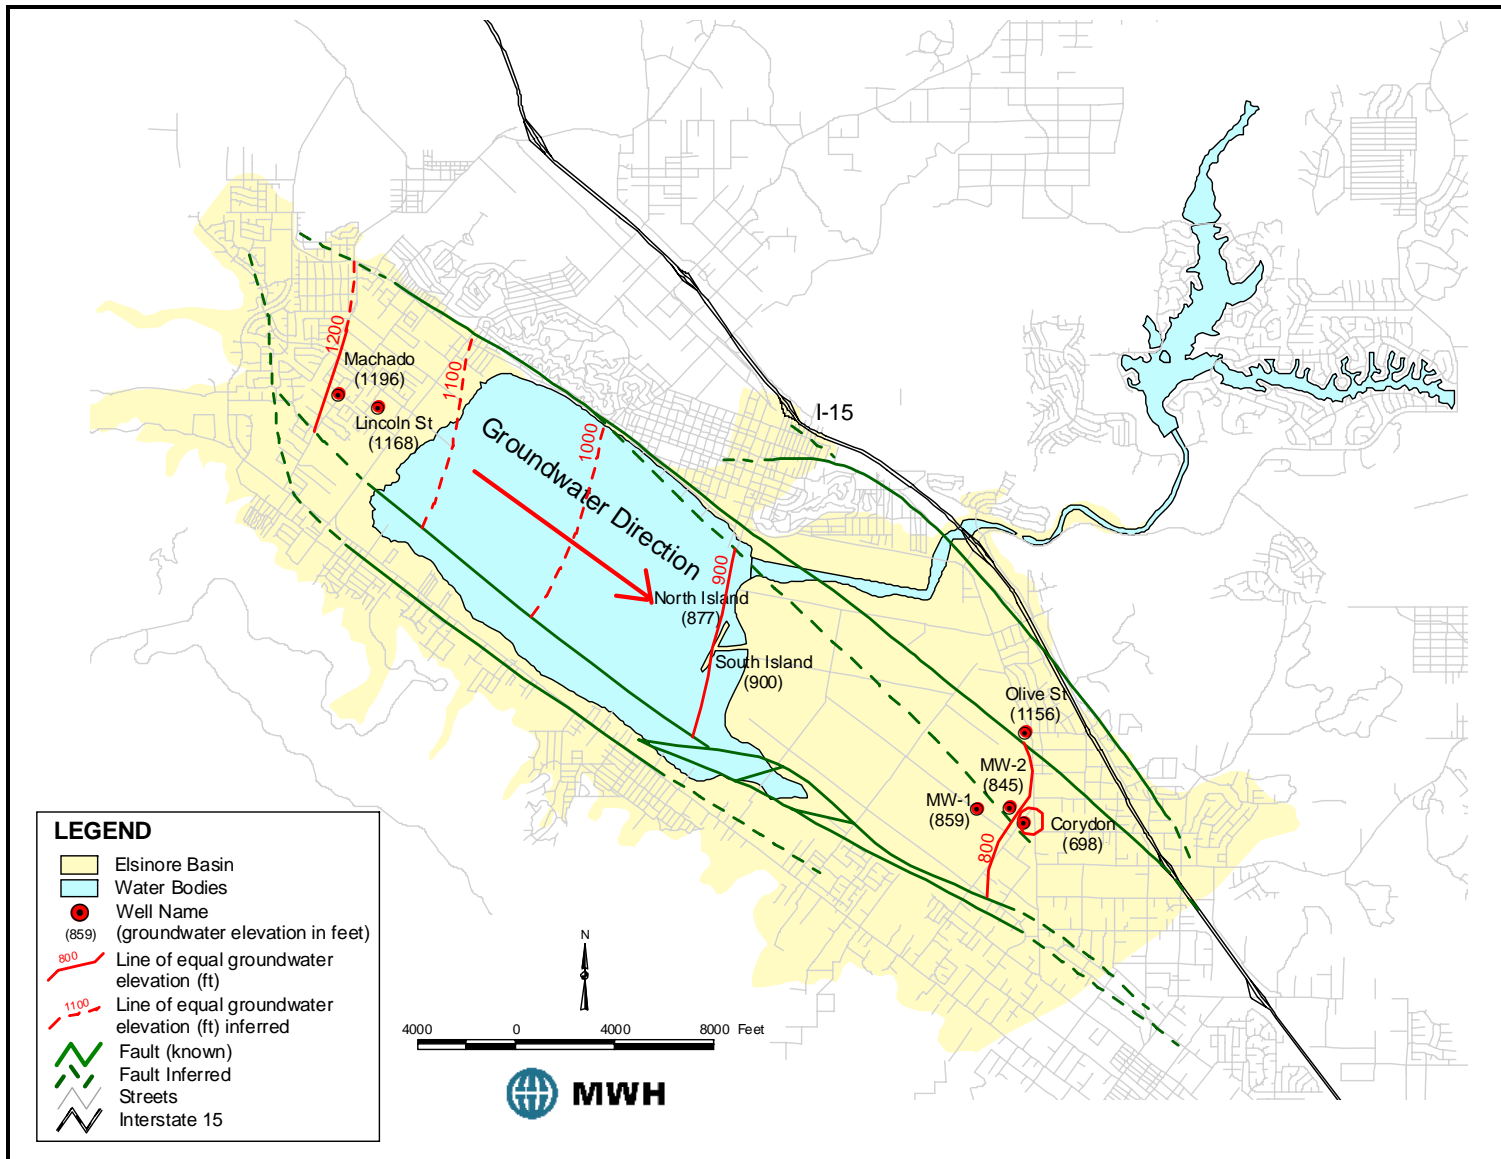 I-15
1200
Machado
(1196)
Lincoln St
(1168)
1100
1000
Groundwater Direction
900
North Island
(877)
South Island
(900)
Olive St
(1156)
MW-2
(845)
MW-1
(859)
Corydon
(698)
800
LEGEND
Elsinore Basin
Water Bodies
Well Name
(859) (groundwater elevation in feet)
800
Line of equal groundwater
elevation (ft)
1100
Line of equal groundwater
elevation (ft) inferred
Fault (known)
Fault Inferred
Streets
Interstate 15
N
4000 0 4000 8000 Feet
MWH